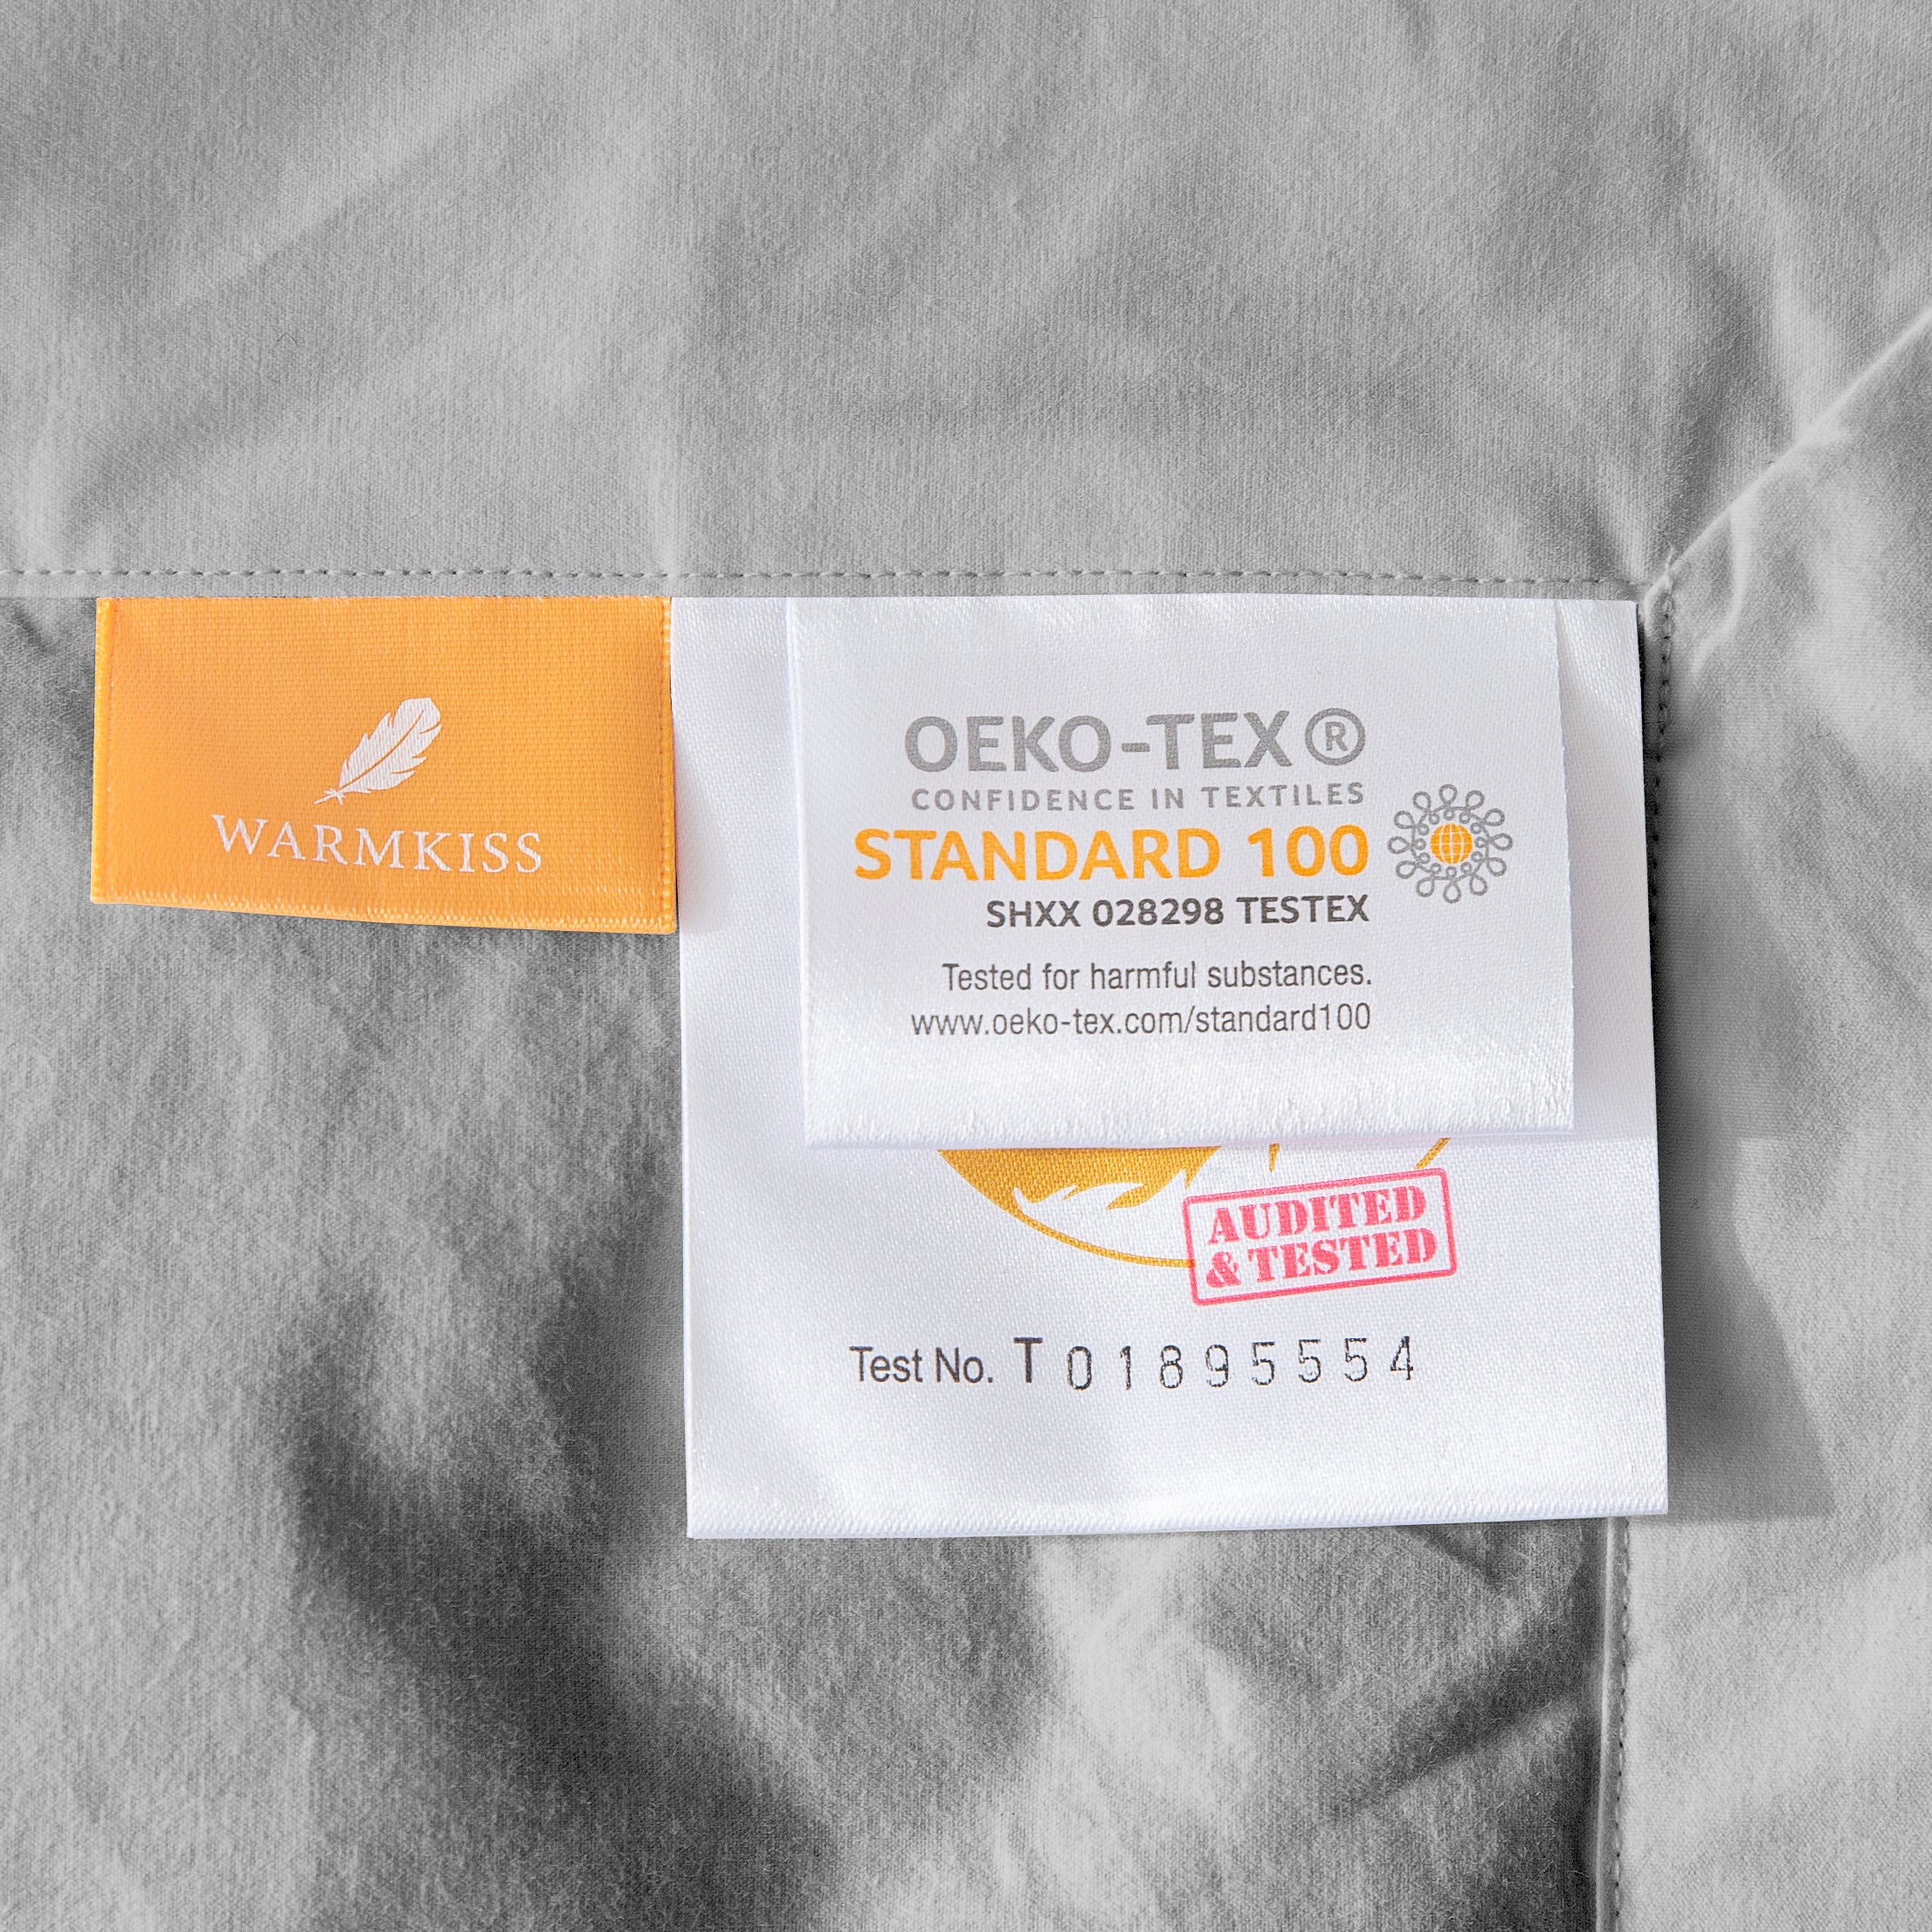 WARMKISS
OEKO-TEX®
CONFIDENCE IN TEXTILES
STANDARD 100
SHXX 028298 TESTEX
Tested for harmful substances.
www.oeko-tex.com/standard100
AUDITED
& TESTED
Test No. T 01895554